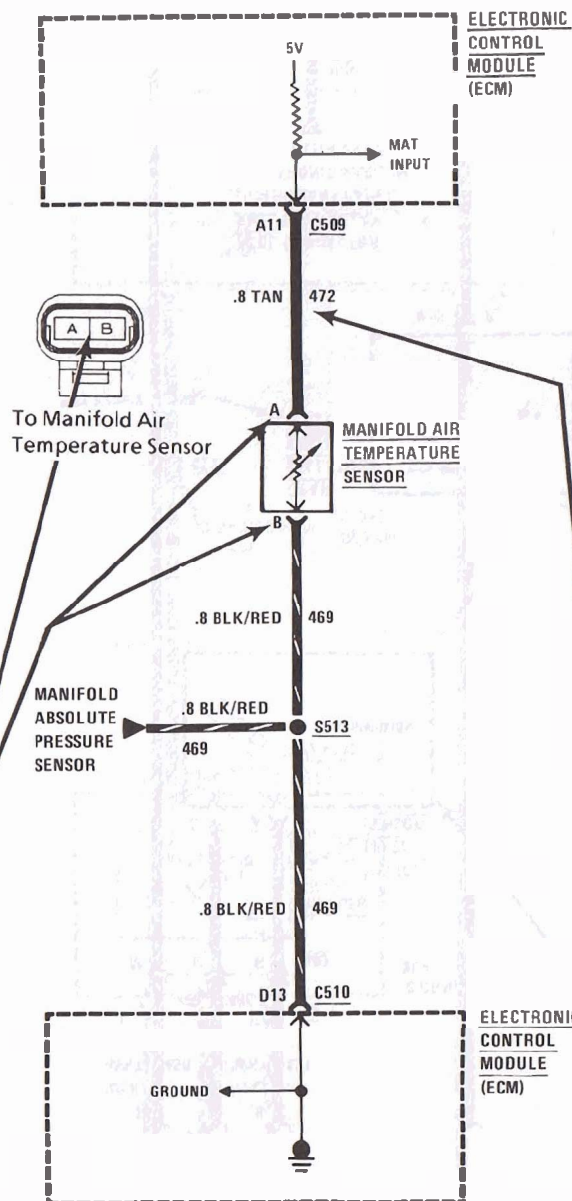 ELECTRONIC
CONTROL
MODULE
(ECM)
5V
MAT
INPUT
A11 C509
.8 TAN 472
A B
To Manifold Air
Temperature Sensor
A
MANIFOLD AIR
TEMPERATURE
SENSOR
B
.8 BLK/RED 469
MANIFOLD
ABSOLUTE
PRESSURE
SENSOR
.8 BLK/RED
469
S513
.8 BLK/RED 469
D13 C510
ELECTRONIC
CONTROL
MODULE
(ECM)
GROUND